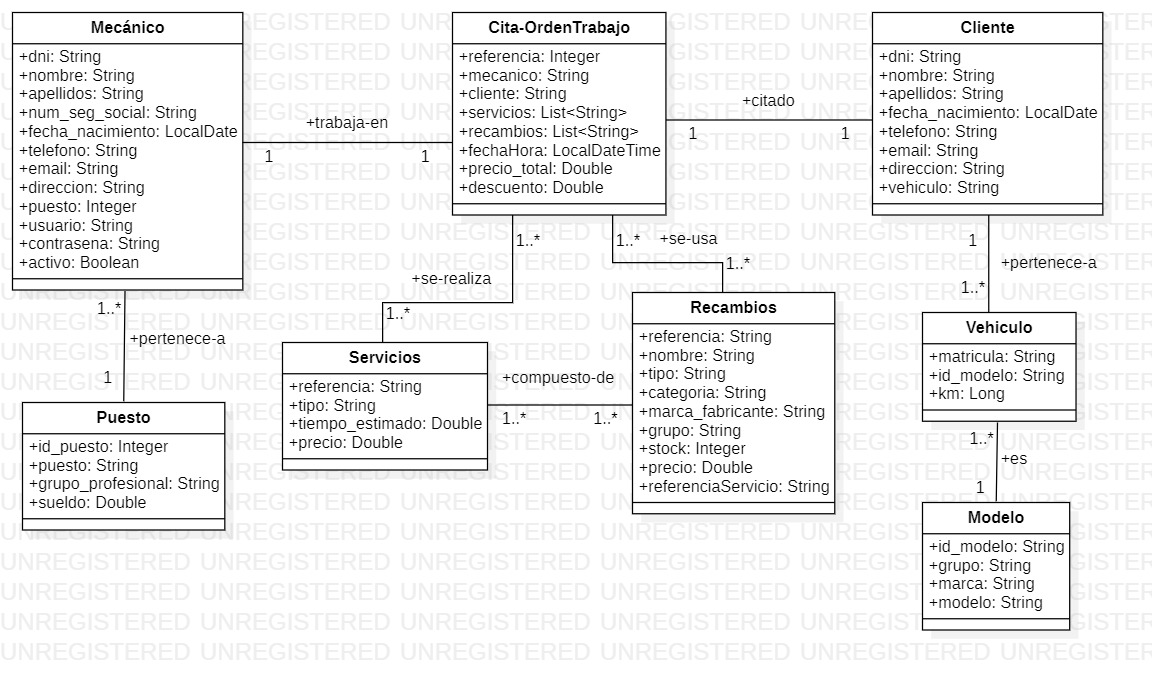 Mecánico
+dni: String
+nombre: String
+apellidos: String
+num_seg_social: String
+fecha_nacimiento: LocalDate
+telefono: String
+email: String
+direccion: String
+puesto: Integer
+usuario: String
+contrasena: String
+activo: Boolean
+trabaja-en
1
1
Cita-OrdenTrabajo
+referencia: Integer
+mecanico: String
+cliente: String
+servicios: List<String>
+recambios: List<String>
+fechaHora: LocalDateTime
+precio_total: Double
+descuento: Double
+citado
1
1
Cliente
+dni: String
+nombre: String
+apellidos: String
+fecha_nacimiento: LocalDate
+telefono: String
+email: String
+direccion: String
+vehiculo: String
1..*
+pertenece-a
1
Puesto
+id_puesto: Integer
+puesto: String
+grupo_profesional: String
+sueldo: Double
1..*
+se-realiza
1..*
Servicios
+referencia: String
+tipo: String
+tiempo_estimado: Double
+precio: Double
1..*
+se-usa
1..*
+compuesto-de
1..*
1..*
Recambios
+referencia: String
+nombre: String
+tipo: String
+categoria: String
+marca_fabricante: String
+grupo: String
+stock: Integer
+precio: Double
+referenciaServicio: String
1
+pertenece-a
1..*
Vehiculo
+matricula: String
+id_modelo: String
+km: Long
1..*
+es
1
Modelo
+id_modelo: String
+grupo: String
+marca: String
+modelo: String
UNREGISTERED UNREGISTERED UNREGISTERED UNREGISTERED UNREGISTERED